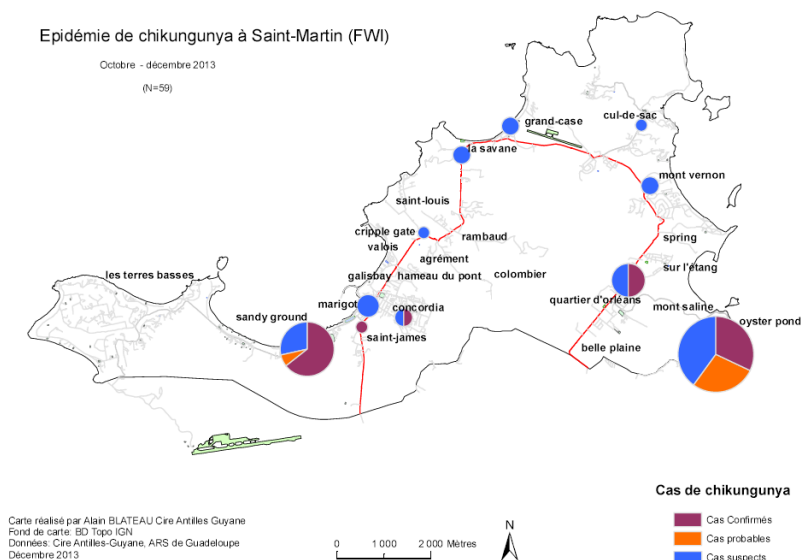 Epidémie de chikungunya à Saint-Martin (FWI)
Octobre - décembre 2013
(N=59)
grand-case
cul-de-sac
la savane
mont vernon
saint-louis
cripple gate
rambaud
spring
valois
agrément
sur l'étang
les terres basses
galisbay
hameau du pont
colombier
quartier d'orléans
mont saline
marigot
concordia
sandy ground
oyster pond
saint-james
belle plaine
Cas de chikungunya
Cas Confirmés
Cas probables
Cas suspects
Carte réalisé par Alain BLATEAU Cire Antilles Guyane
Fond de carte: BD Topo IGN
Données: Cire Antilles-Guyane, ARS de Guadeloupe
Décembre 2013
0 1 000 2 000 Mètres
N